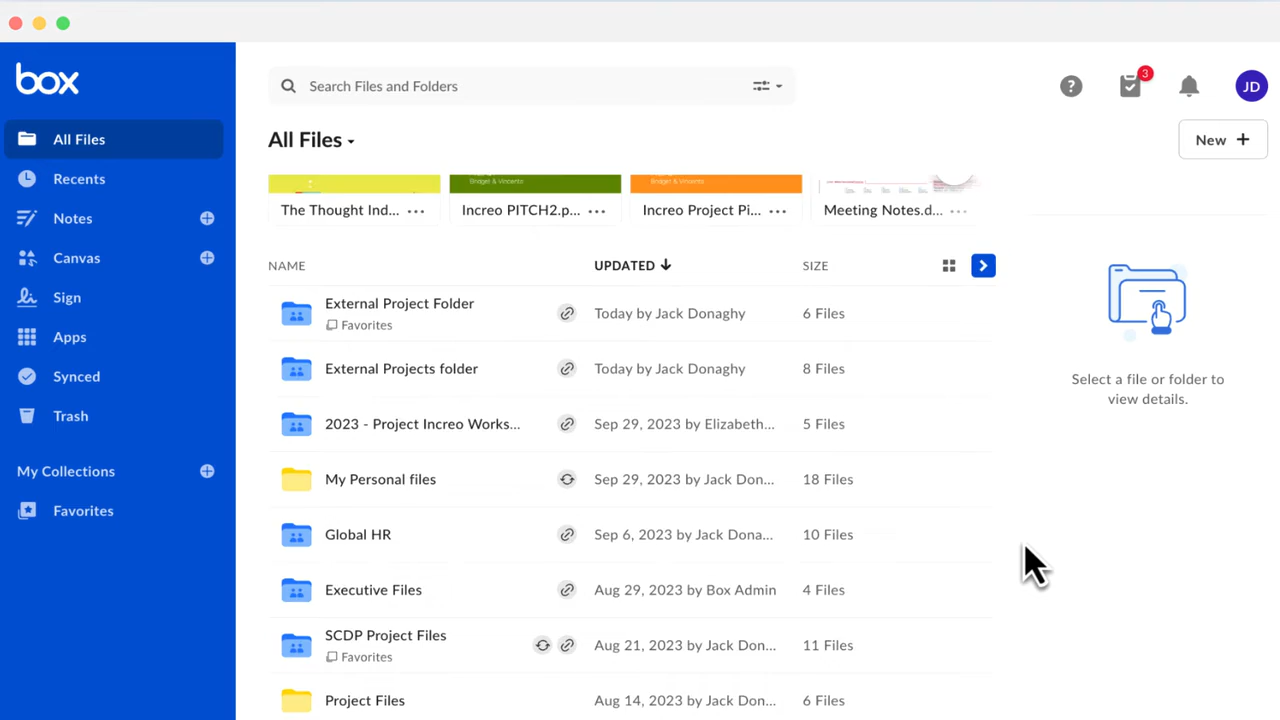 box
Search Files and Folders
3
JD
All Files
Recents
Notes
Canvas
Sign
Apps
Synced
Trash
My Collections
Favorites
All Files
New +
Bridget & Vincente
Bridget & Vincente
The Thought Ind... ...
Increo PITCH2.p... ...
Increo Project Pi... ...
Meeting Notes.d... ...
NAME UPDATED SIZE
External Project Folder
Favorites
Today by Jack Donaghy 6 Files
External Projects folder Today by Jack Donaghy 8 Files
2023 - Project Increo Works... Sep 29, 2023 by Elizabeth... 5 Files
My Personal files Sep 29, 2023 by Jack Don... 18 Files
Global HR Sep 6, 2023 by Jack Dona... 10 Files
Executive Files Aug 29, 2023 by Box Admin 4 Files
SCDP Project Files
Favorites
Aug 21, 2023 by Jack Don... 11 Files
Project Files Aug 14, 2023 by Jack Don... 6 Files
Select a file or folder to
view details.